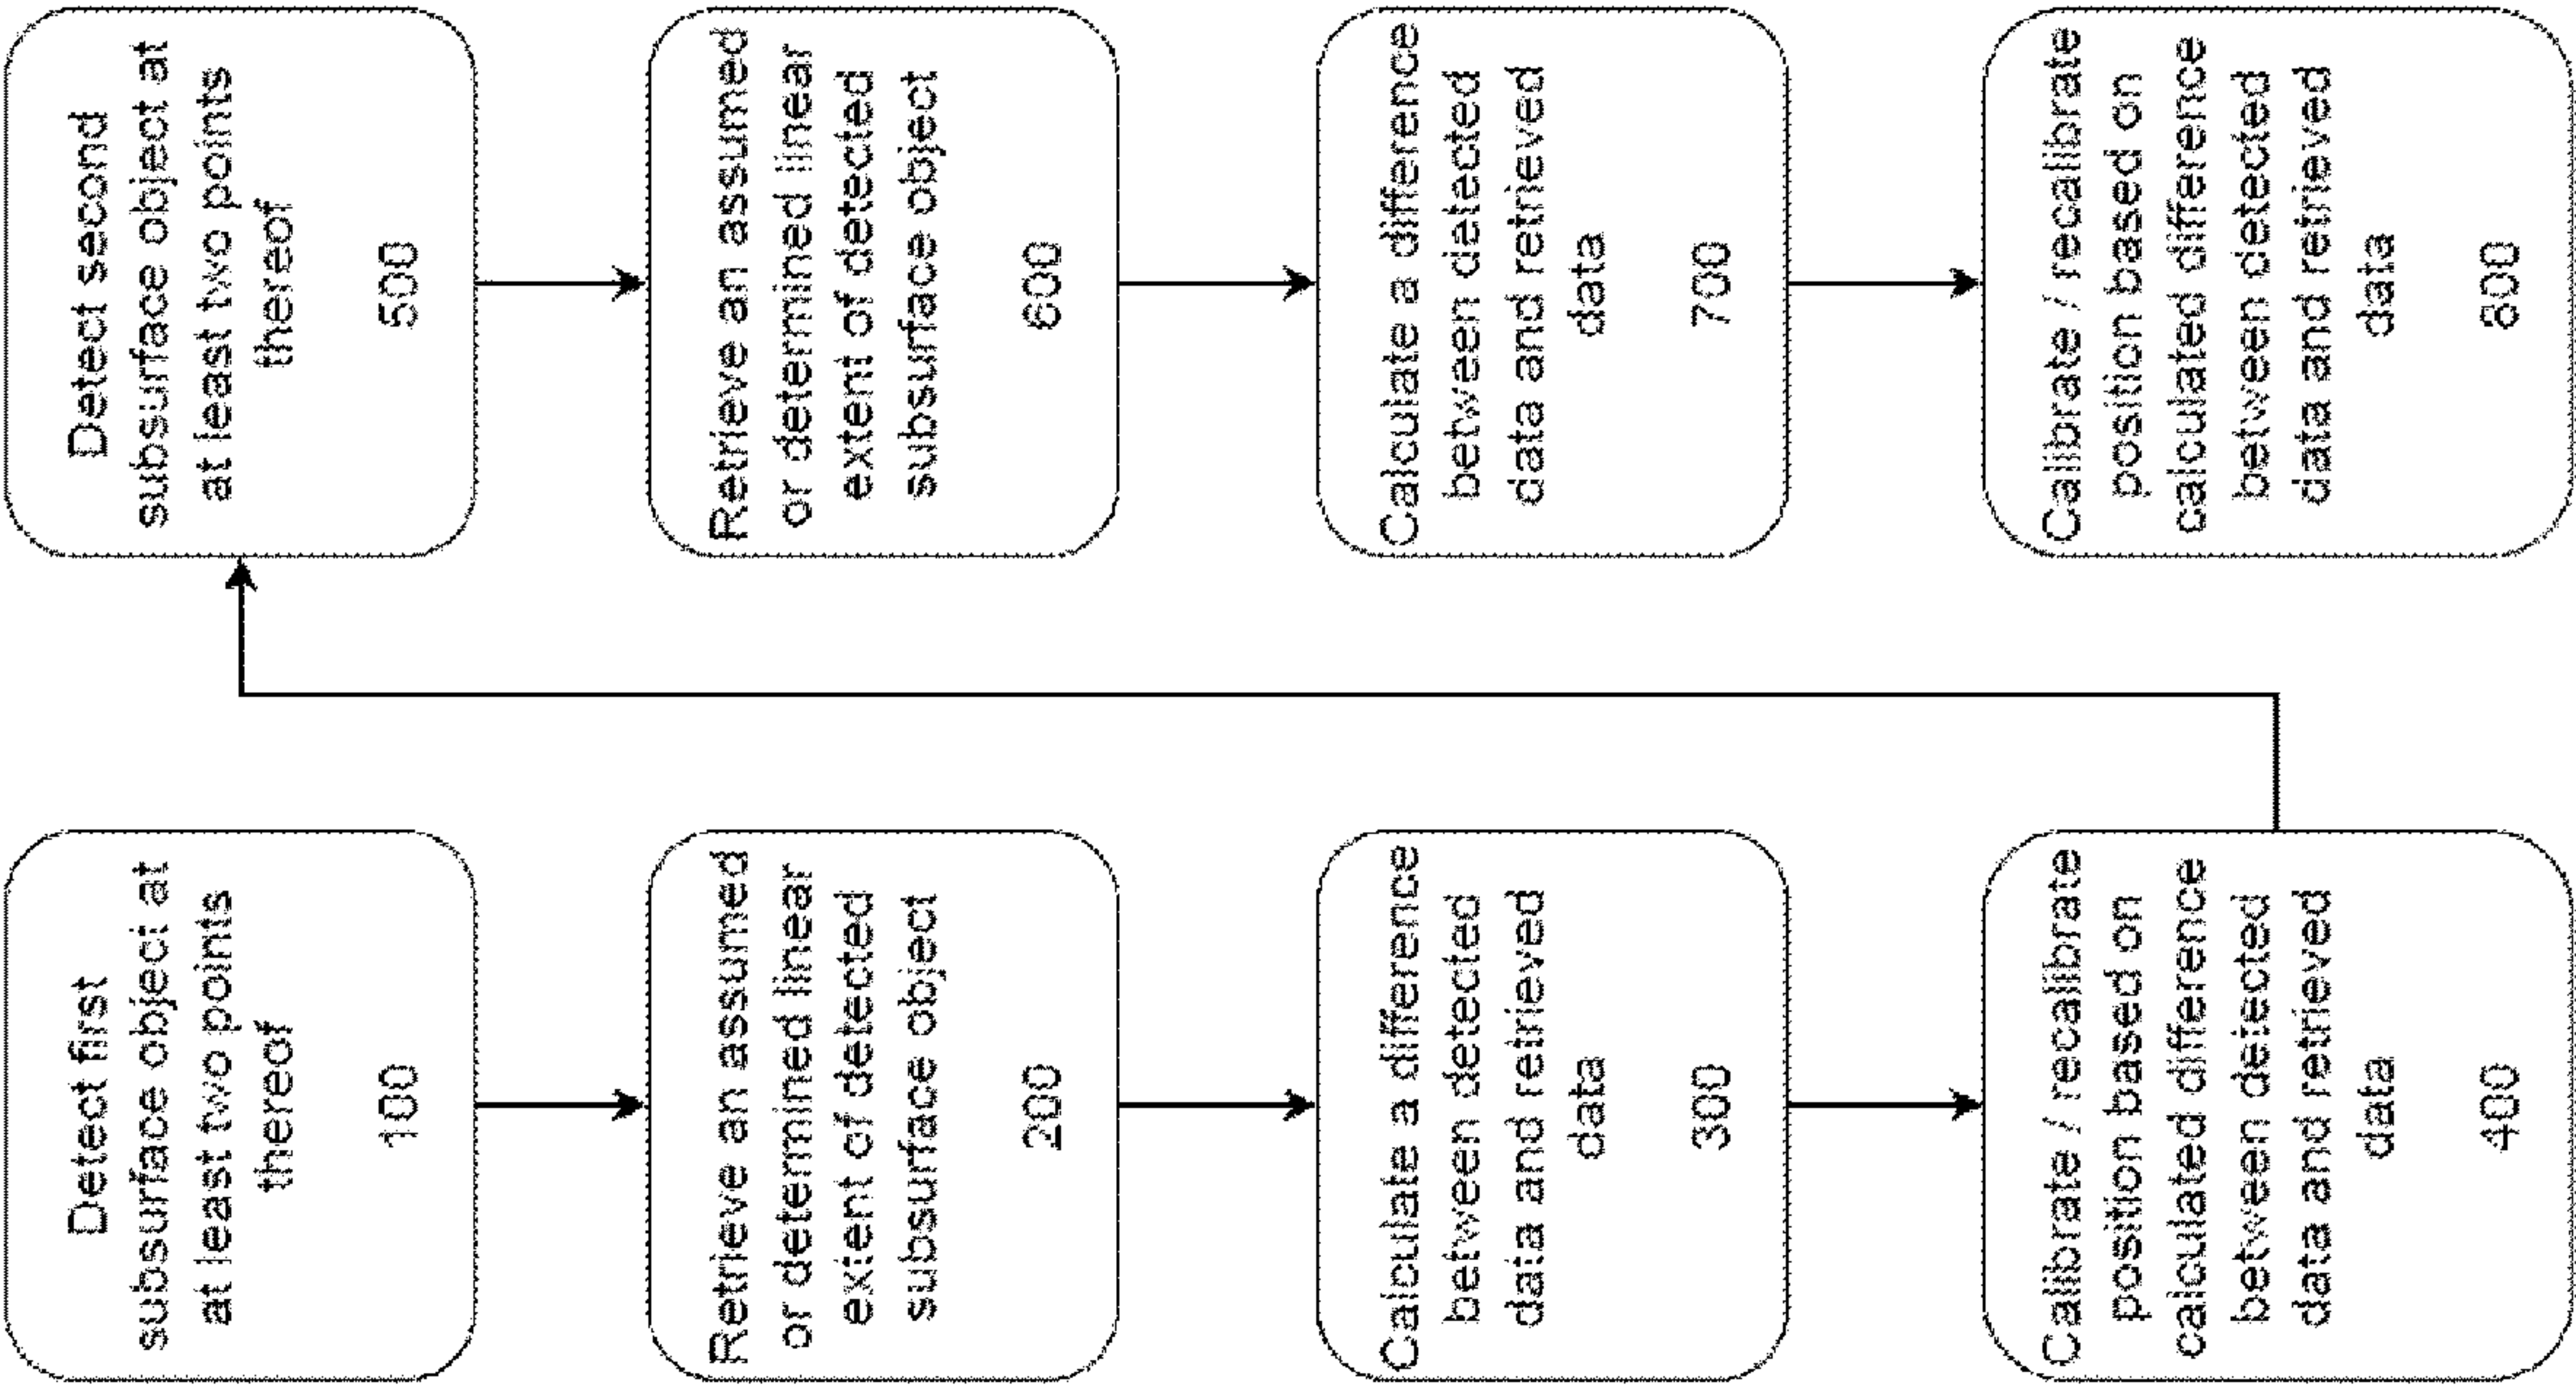 Detect first
subsurface object at
at least two points
thereof
100
Retrieve an assumed
or determined linear
extent of detected
subsurface object
200
Calculate a difference
between detected
data and retrieved
data
300
Calibrate / recalibrate
position based on
calculated difference
between detected
data and retrieved
data
400
Detect second
subsurface object at
at least two points
thereof
500
Retrieve an assumed
or determined linear
extent of detected
subsurface object
600
Calculate a difference
between detected
data and retrieved
data
700
Calibrate / recalibrate
position based on
calculated difference
between detected
data and retrieved
data
800